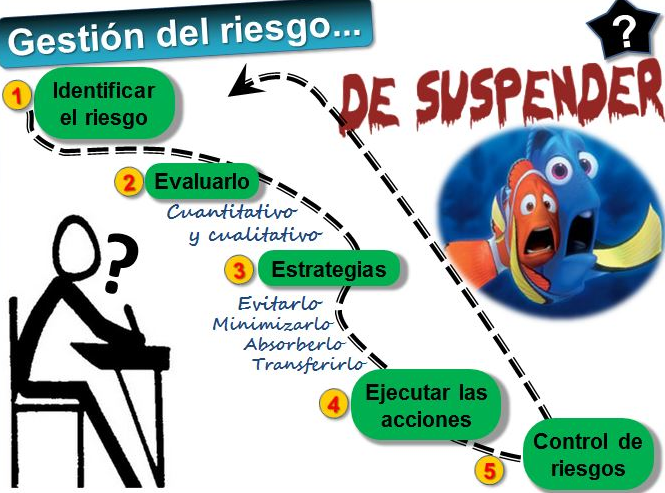 Gestión del riesgo...
?
DE SUSPENDER
1
Identificar
el riesgo
2
Evaluarlo
Cuantitativo
y cualitativo
?
3
Estrategias
Evitarlo
Minimizarlo
Absorberlo
Transferirlo
4
Ejecutar las
acciones
5
Control de
riesgos